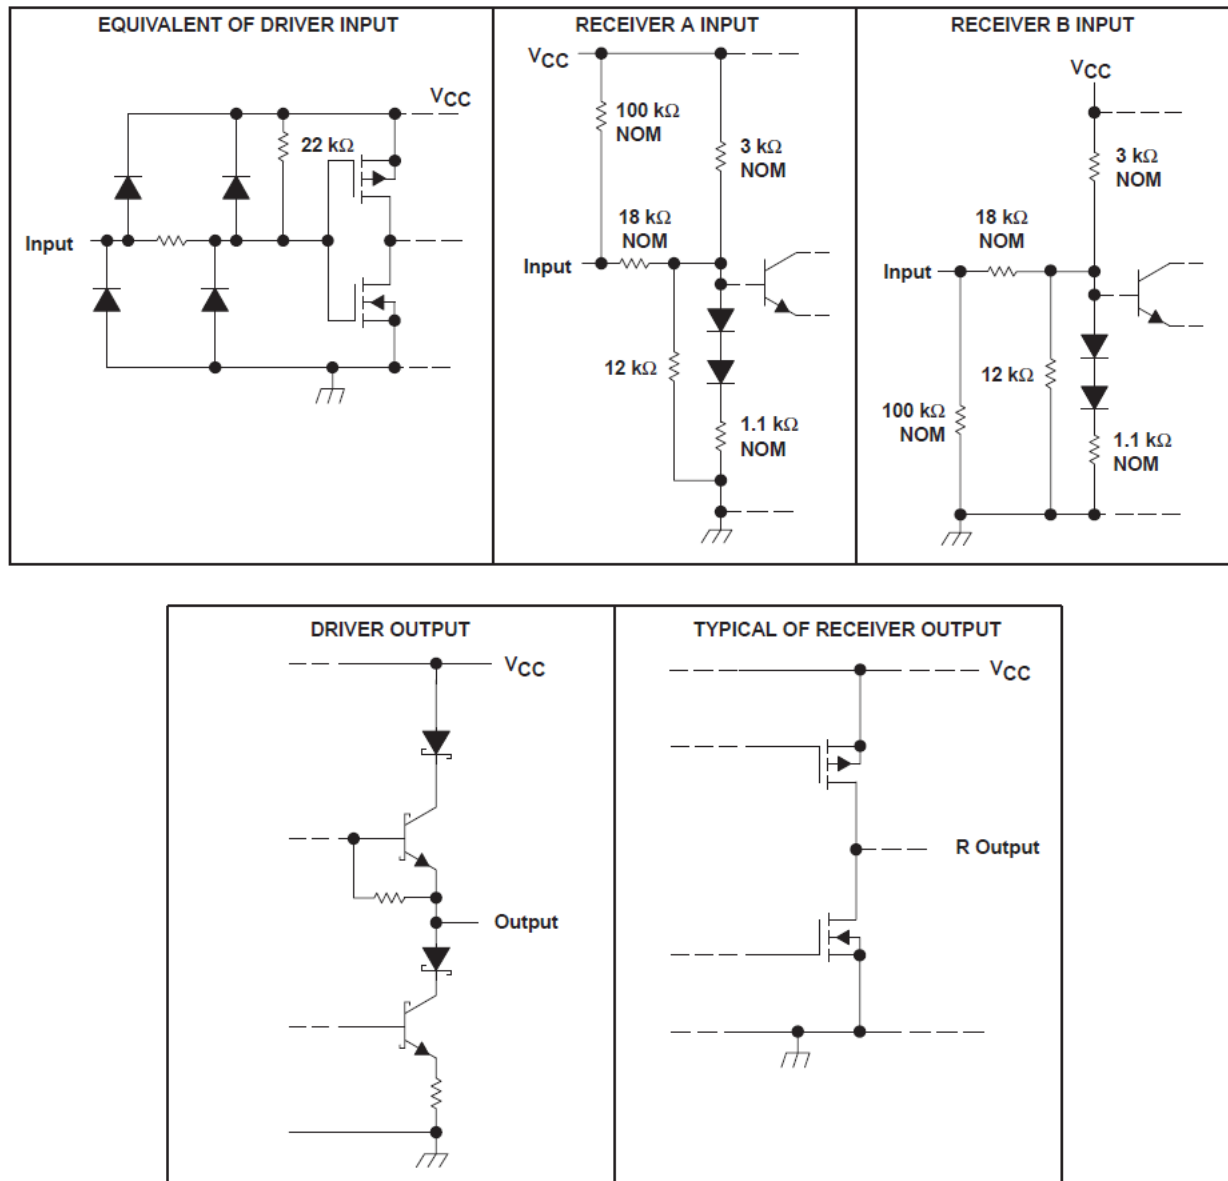 EQUIVALENT OF DRIVER INPUT
VCC
22 kΩ
Input
RECEIVER A INPUT
VCC
100 kΩ
NOM
3 kΩ
NOM
18 kΩ
NOM
Input
12 kΩ
1.1 kΩ
NOM
RECEIVER B INPUT
VCC
3 kΩ
NOM
18 kΩ
NOM
Input
12 kΩ
100 kΩ
NOM
1.1 kΩ
NOM
DRIVER OUTPUT
VCC
Output
TYPICAL OF RECEIVER OUTPUT
VCC
R Output